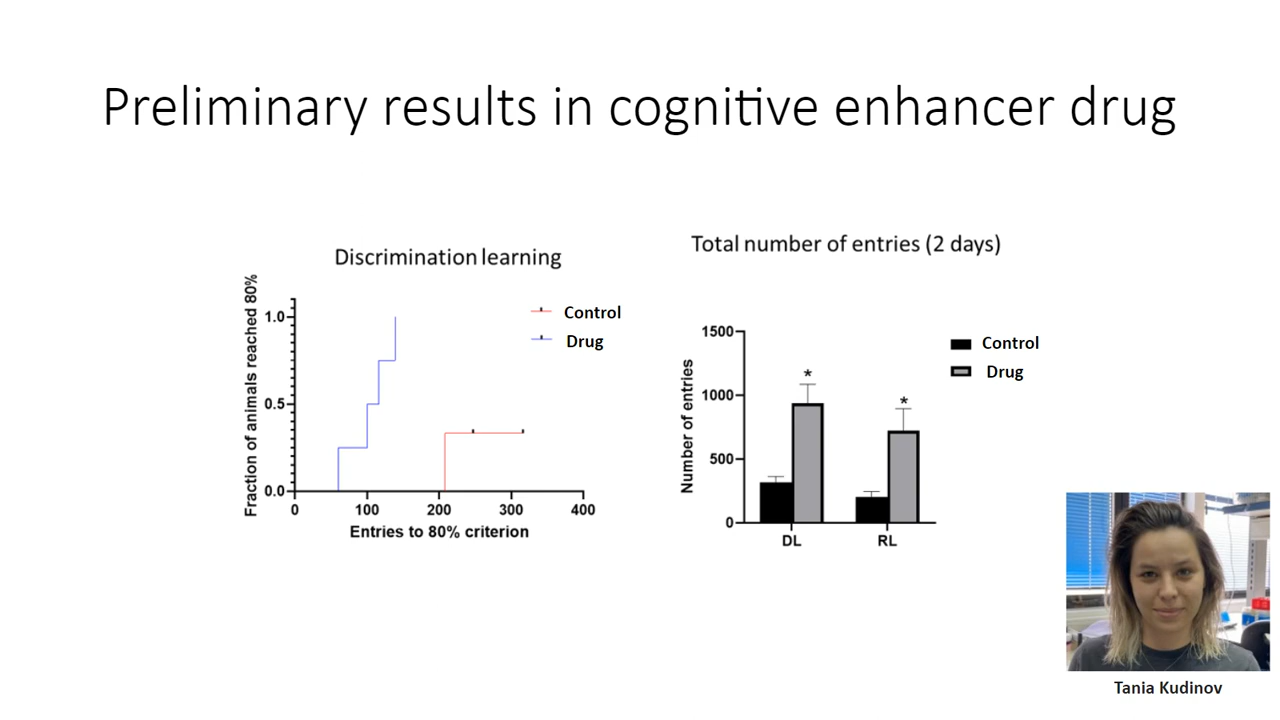 Preliminary results in cognitive enhancer drug
Discrimination learning
Fraction of animals reached 80%
1.0
0.5
0.0
0 100 200 300 400
Entries to 80% criterion
Control
Drug
Total number of entries (2 days)
Number of entries
1500
1000
500
0
* *
DL RL
Control
Drug
Tania Kudinov